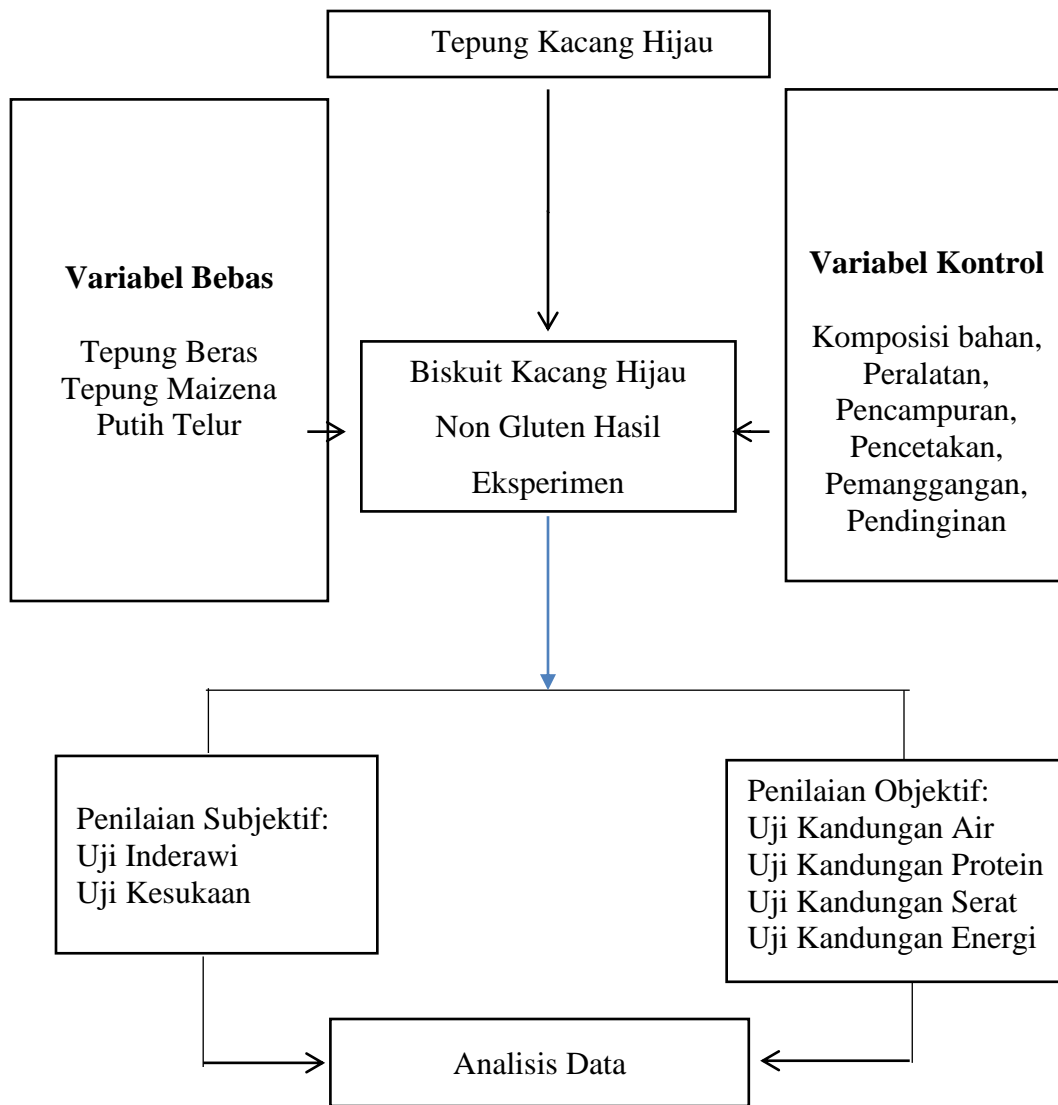 Tepung Kacang Hijau
Variabel Bebas
Tepung Beras
Tepung Maizena
Putih Telur
Biskuit Kacang Hijau
Non Gluten Hasil
Eksperimen
Variabel Kontrol
Komposisi bahan,
Peralatan,
Pencampuran,
Pencetakan,
Pemanggangan,
Pendinginan
Penilaian Subjektif:
Uji Inderawi
Uji Kesukaan
Penilaian Objektif:
Uji Kandungan Air
Uji Kandungan Protein
Uji Kandungan Serat
Uji Kandungan Energi
Analisis Data